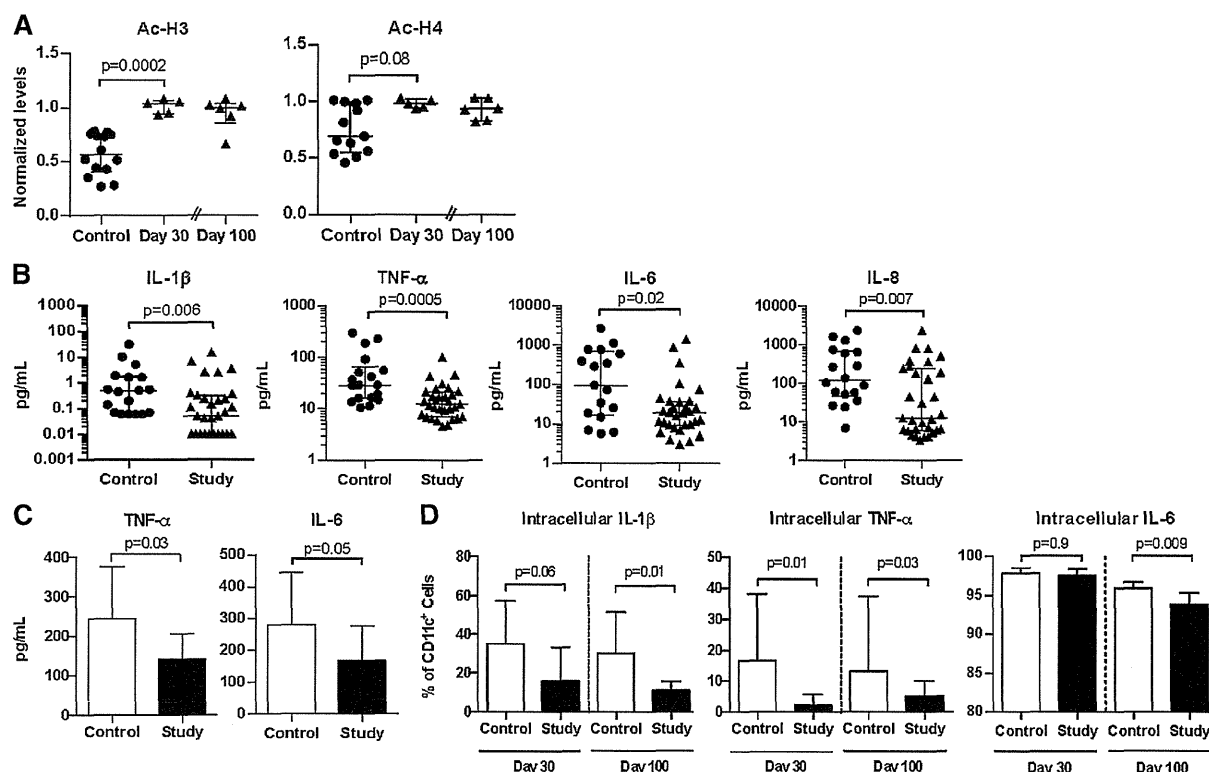 A
Ac-H3
Ac-H4
Normalized levels
1.5
1.0
0.5
0.0
p=0.0002
Control
Day 30
Day 100
1.5
1.0
0.5
0.0
p=0.08
Control
Day 30
Day 100
B
IL-1β
TNF-α
IL-6
IL-8
pg/mL
1000
100
10
1
0.1
0.01
0.001
p=0.006
Control
Study
pg/mL
1000
100
10
1
p=0.0005
Control
Study
pg/mL
10000
1000
100
10
1
p=0.02
Control
Study
pg/mL
10000
1000
100
10
1
p=0.007
Control
Study
C
TNF-α
IL-6
pg/mL
400
300
200
100
0
p=0.03
Control
Study
500
400
300
200
100
0
p=0.05
Control
Study
D
Intracellular IL-1β
Intracellular TNF-α
Intracellular IL-6
% of CD11c+ Cells
80
60
40
20
0
p=0.06
p=0.01
Control Study
Control Study
Day 30
Day 100
50
40
30
20
10
0
p=0.01
p=0.03
Control Study
Control Study
Day 30
Day 100
100
95
90
85
80
p=0.9
p=0.009
Control Study
Control Study
Day 30
Day 100